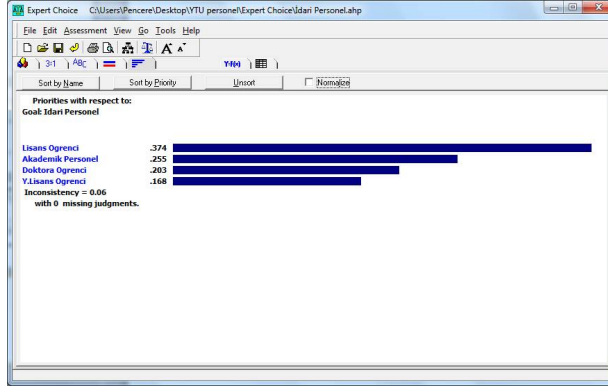 Expert Choice C:\Users\Pencere\Desktop\YTU personel\Expert Choice\Idari Personel.ahp
File Edit Assessment View Go Tools Help
3:1 ABC Y=f(x)
Sort by Name Sort by Priority Unsort Normalize
Priorities with respect to:
Goal: Idari Personel
Lisans Ogrenci .374
Akademik Personel .255
Doktora Ogrenci .203
Y.Lisans Ogrenci .168
Inconsistency = 0.06
with 0 missing judgments.